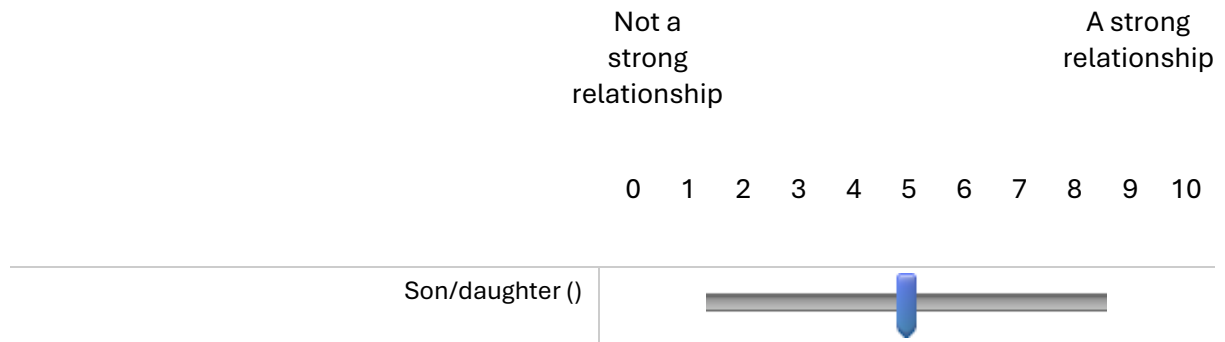 Not a
strong
relationship
A strong
relationship
0 1 2 3 4 5 6 7 8 9 10
Son/daughter ()